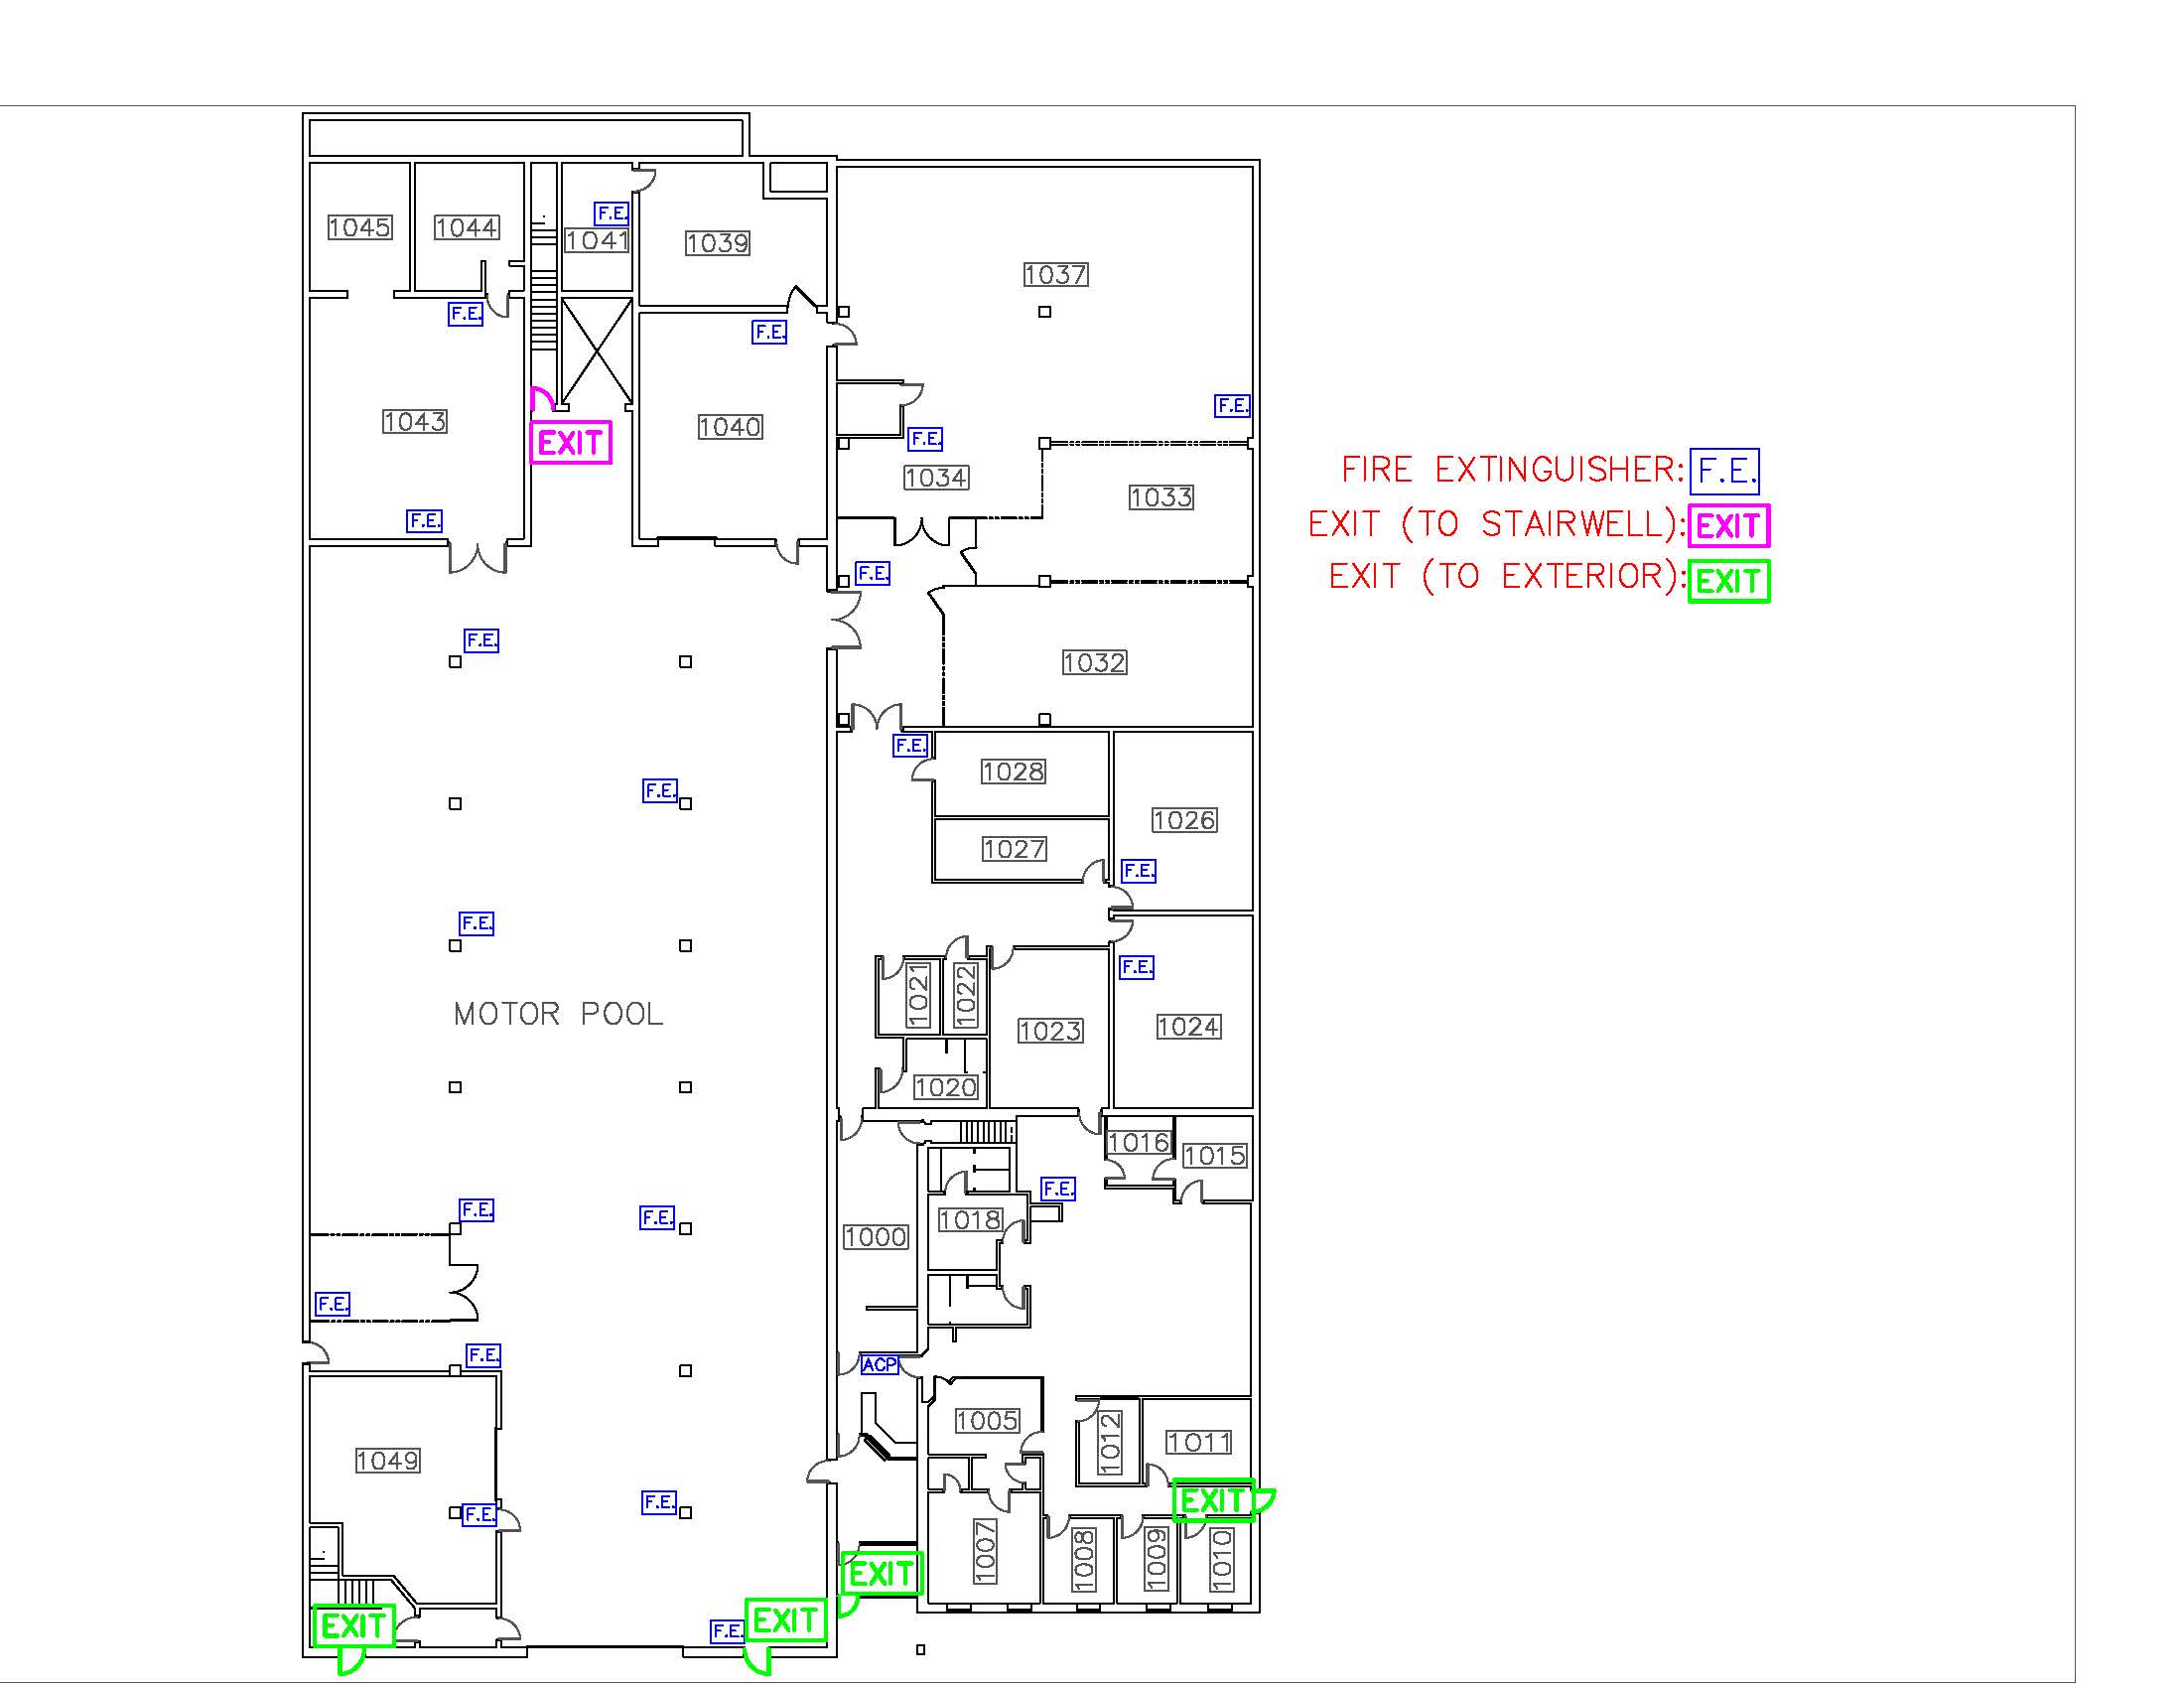 F.E.
1045
1044
1041
1039
1037
F.E.
F.E.
F.E.
1043
1040
EXIT
F.E.
1034
1033
F.E.
F.E.
FIRE EXTINGUISHER: F.E.
EXIT (TO STAIRWELL): EXIT
EXIT (TO EXTERIOR): EXIT
F.E.
1032
F.E.
1028
F.E.
1026
1027
F.E.
F.E.
F.E.
1021
1022
MOTOR POOL
1023
1024
1020
1016
1015
F.E.
F.E.
F.E.
1018
1000
F.E.
F.E.
ACP
1005
1012
1011
1049
F.E.
F.E.
EXIT
1007
1008
1009
1010
EXIT
EXIT
EXIT
F.E.